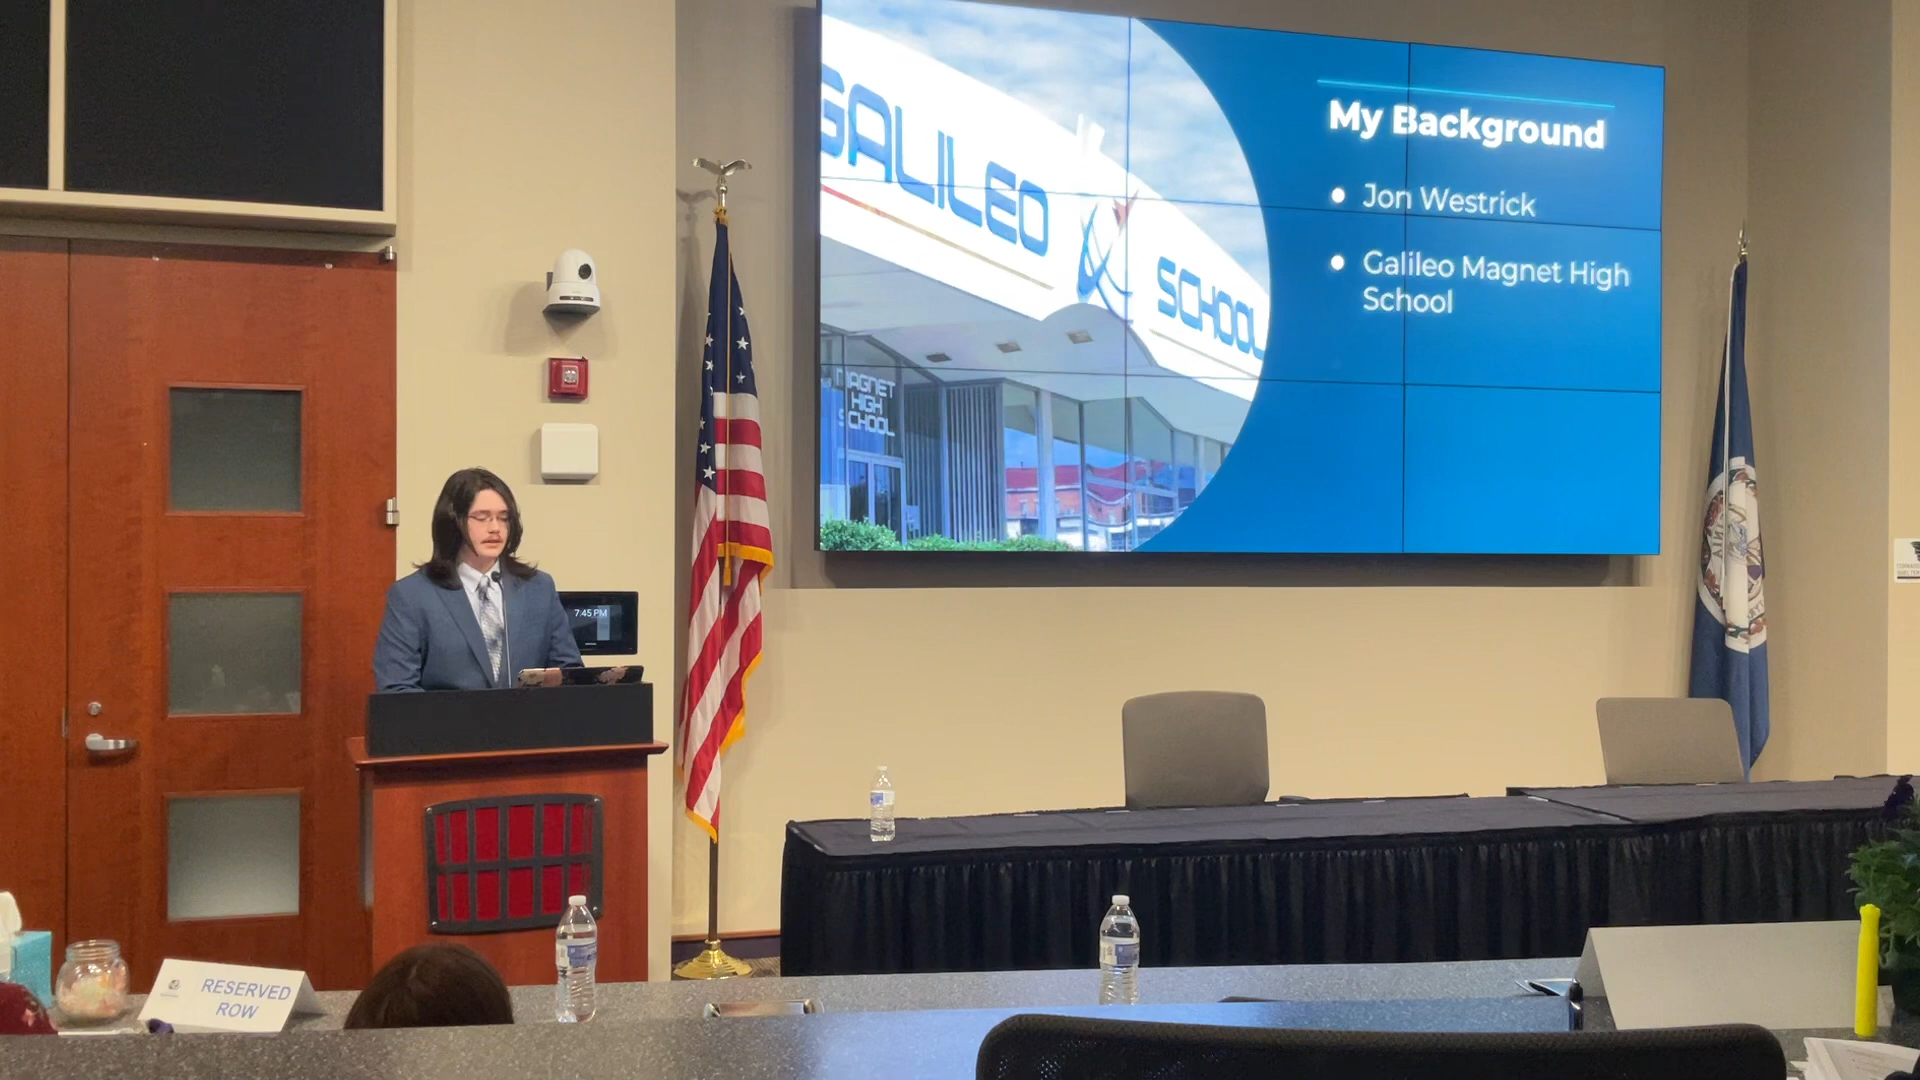 GALILEO SCHOOL
MAGNET
HIGH
SCHOOL
My Background
Jon Westrick
Galileo Magnet High
School
7:45 PM
RESERVED
ROW